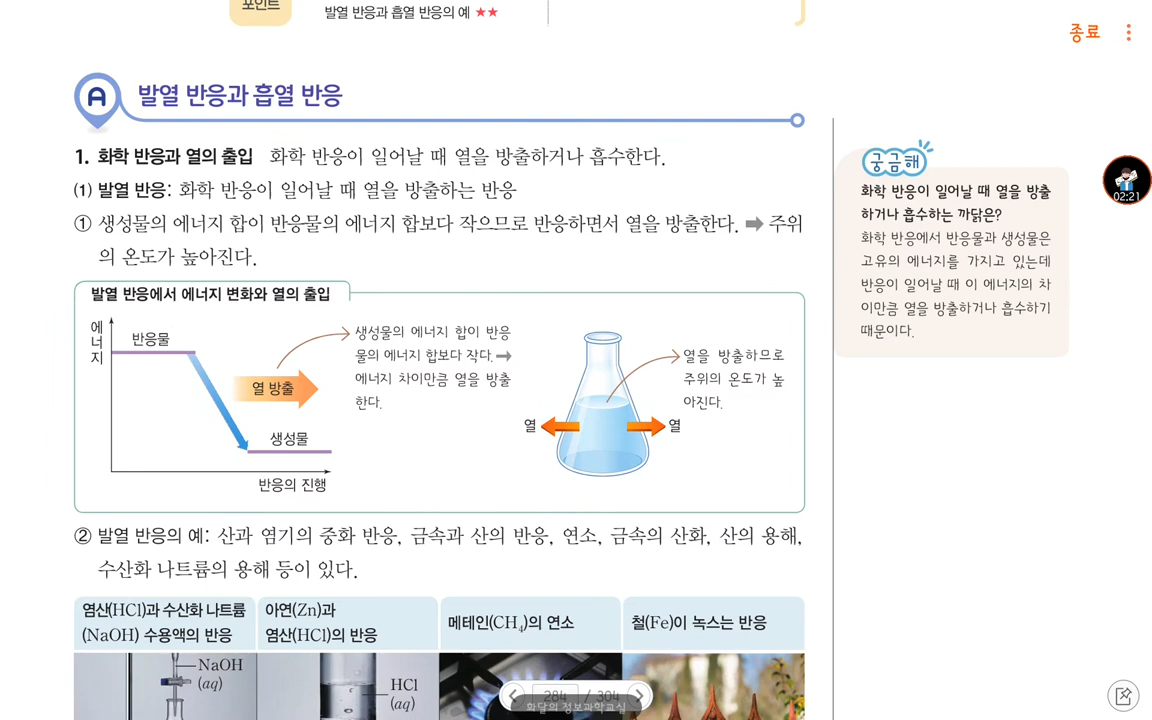 포인트
발열 반응과 흡열 반응의 예 ★★
종료
A 발열 반응과 흡열 반응
1. 화학 반응과 열의 출입 화학 반응이 일어날 때 열을 방출하거나 흡수한다.
(1) 발열 반응: 화학 반응이 일어날 때 열을 방출하는 반응
① 생성물의 에너지 합이 반응물의 에너지 합보다 작으므로 반응하면서 열을 방출한다. ➡ 주위
의 온도가 높아진다.
발열 반응에서 에너지 변화와 열의 출입
에너지
반응물
열 방출
생성물
반응의 진행
생성물의 에너지 합이 반응
물의 에너지 합보다 작다. ➡
에너지 차이만큼 열을 방출
한다.
열
열
열을 방출하므로
주위의 온도가 높
아진다.
② 발열 반응의 예: 산과 염기의 중화 반응, 금속과 산의 반응, 연소, 금속의 산화, 산의 용해,
수산화 나트륨의 용해 등이 있다.
염산(HCl)과 수산화 나트륨
(NaOH) 수용액의 반응
아연(Zn)과
염산(HCl)의 반응
메테인(CH₄)의 연소
철(Fe)이 녹스는 반응
NaOH
(aq)
HCl
(aq)
284 / 304
화달의 정보과학교실
궁금해
화학 반응이 일어날 때 열을 방출
하거나 흡수하는 까닭은?
화학 반응에서 반응물과 생성물은
고유의 에너지를 가지고 있는데
반응이 일어날 때 이 에너지의 차
이만큼 열을 방출하거나 흡수하기
때문이다.
02:21